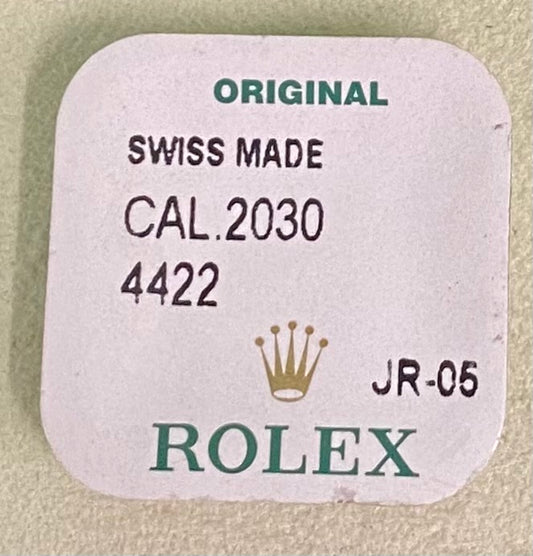 ORIGINAL
SWISS MADE
CAL.2030
4422
JR-05
ROLEX